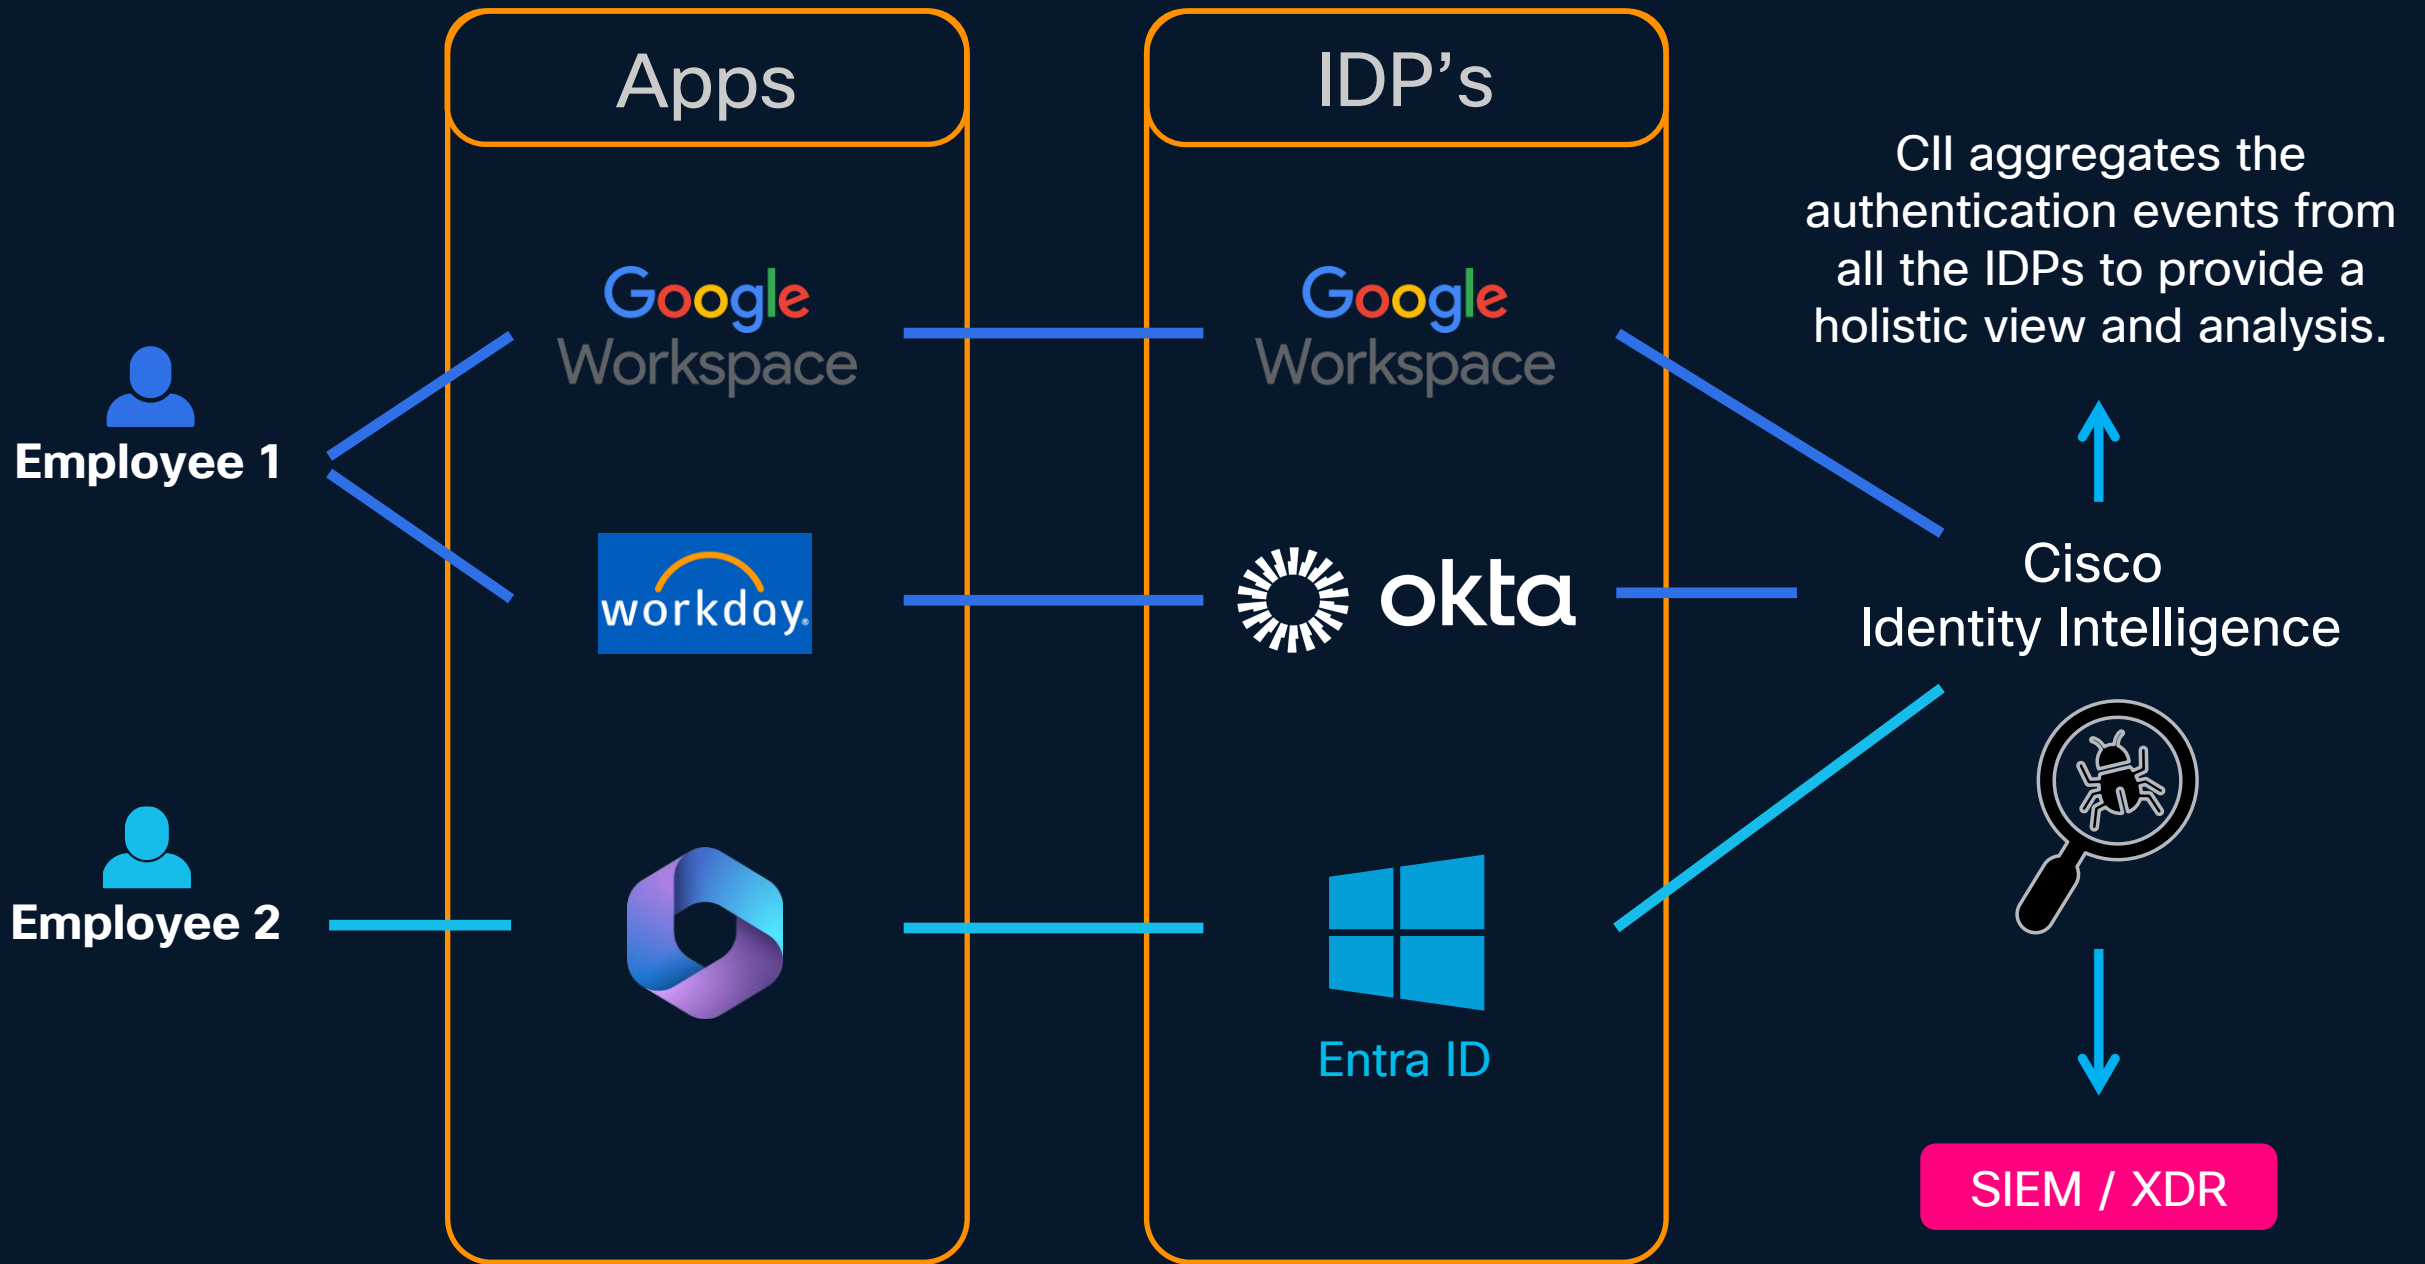 Apps
IDP's
CII aggregates the
authentication events from
all the IDPs to provide a
holistic view and analysis.
Google
Workspace
Google
Workspace
Employee 1
workday.
okta
Cisco
Identity Intelligence
Employee 2
Entra ID
SIEM / XDR